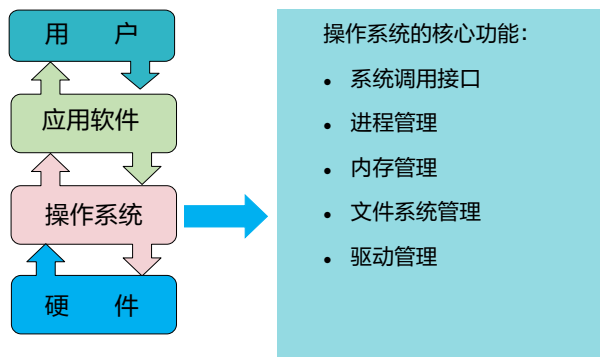 用 户
应用软件
操作系统
硬 件
操作系统的核心功能：
• 系统调用接口
• 进程管理
• 内存管理
• 文件系统管理
• 驱动管理